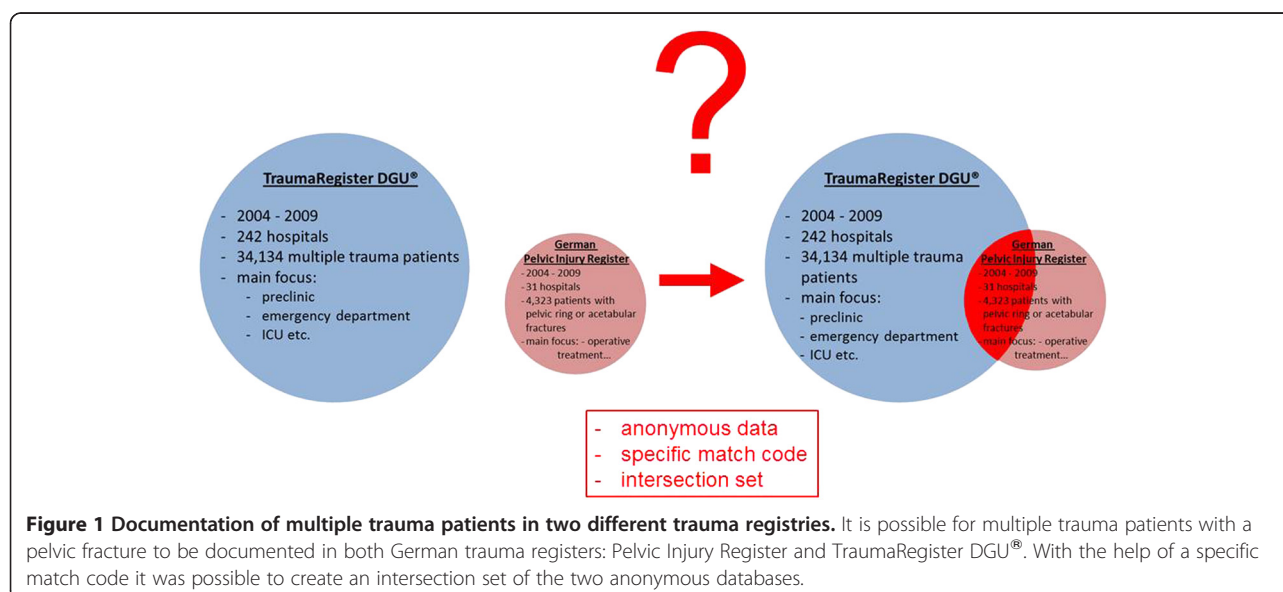 ?
TraumaRegister DGU®
- 2004 - 2009
- 242 hospitals
- 34,134 multiple trauma patients
- main focus:
- preclinic
- emergency department
- ICU etc.
German
Pelvic Injury Register
- 2004 - 2009
- 31 hospitals
- 4,323 patients with
pelvic ring or acetabular
fractures
- main focus: - operative
treatment...
TraumaRegister DGU®
- 2004 - 2009
- 242 hospitals
- 34,134 multiple trauma
patients
- main focus:
- preclinic
- emergency department
- ICU etc.
German
Pelvic Injury Register
- 2004 - 2009
- 31 hospitals
- 4,323 patients with
pelvic ring or acetabular
fractures
- main focus: - operative
treatment...
- anonymous data
- specific match code
- intersection set
Figure 1 Documentation of multiple trauma patients in two different trauma registries. It is possible for multiple trauma patients with a
pelvic fracture to be documented in both German trauma registers: Pelvic Injury Register and TraumaRegister DGU®. With the help of a specific
match code it was possible to create an intersection set of the two anonymous databases.